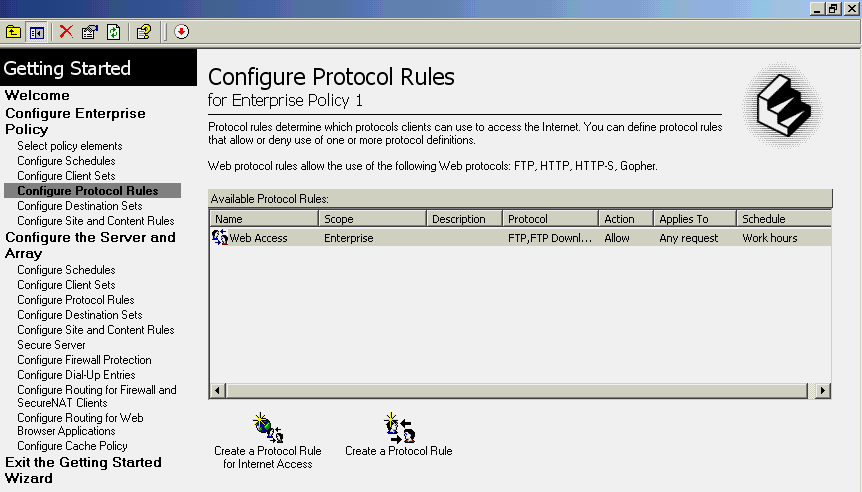 Getting Started
Welcome
Configure Enterprise
Policy
Select policy elements
Configure Schedules
Configure Client Sets
Configure Protocol Rules
Configure Destination Sets
Configure Site and Content Rules
Configure the Server and
Array
Configure Schedules
Configure Client Sets
Configure Protocol Rules
Configure Destination Sets
Configure Site and Content Rules
Secure Server
Configure Firewall Protection
Configure Dial-Up Entries
Configure Routing for Firewall and
SecureNAT Clients
Configure Routing for Web
Browser Applications
Configure Cache Policy
Exit the Getting Started
Wizard
Configure Protocol Rules
for Enterprise Policy 1
Protocol rules determine which protocols clients can use to access the Internet. You can define protocol rules
that allow or deny use of one or more protocol definitions.
Web protocol rules allow the use of the following Web protocols: FTP, HTTP, HTTP-S, Gopher.
Available Protocol Rules:
Name Scope Description Protocol Action Applies To Schedule
Web Access Enterprise FTP,FTP Downl... Allow Any request Work hours
Create a Protocol Rule
for Internet Access
Create a Protocol Rule